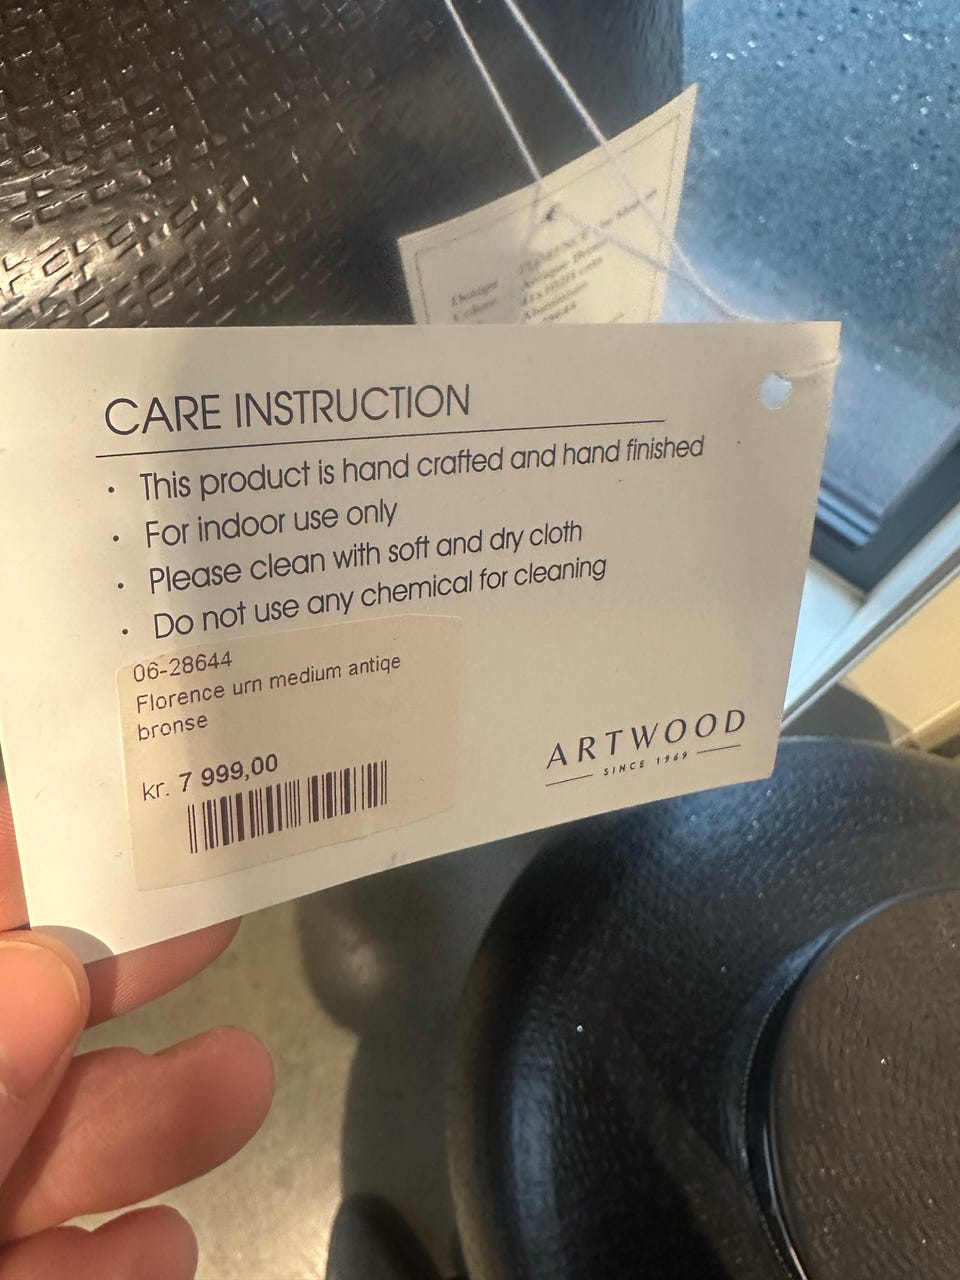 CARE INSTRUCTION
· This product is hand crafted and hand finished
· For indoor use only
· Please clean with soft and dry cloth
· Do not use any chemical for cleaning
06-28644
Florence urn medium antiqe
bronse
kr. 7 999,00
ARTWOOD
SINCE 1969